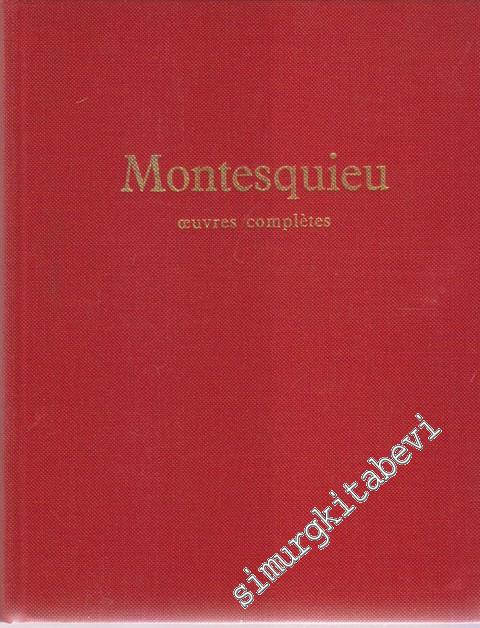 Montesquieu
œuvres complètes
simurgkitabevi